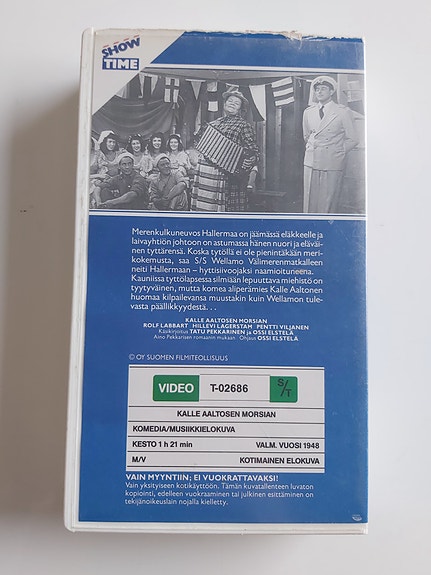 SHOW
TIME
Merenkulkuneuvos Hallermaa on jäämässä eläkkeelle ja
laivayhtiön johtoon on astumassa hänen nuori ja eläväi-
nen tyttärensä. Koska tytöllä ei ole pienintäkään meri-
kokemusta, saa S/S Wellamo Välimerenmatkalleen
neiti Hallermaan – hyttisiivoojaksi naamioituneena.
Kauniissa tyttölapsessa silmiään lepuuttava miehistö on
tyytyväinen, mutta komea aliperämies Kalle Aaltonen
huomaa kilpailevansa muustakin kuin Wellamon tule-
vasta päällikkyydestä. . .
KALLE AALTOSEN MORSIAN
ROLF LABBART HILLEVI LAGERSTAM PENTTI VILJANEN
Käsikirjoitus TATU PEKKARINEN ja OSSI ELSTELÄ
Aino Pekkarisen romaanin mukaan Ohjaus OSSI ELSTELÄ
© OY SUOMEN FILMITEOLLISUUS
VIDEO T-02686 S/T
KALLE AALTOSEN MORSIAN
KOMEDIA/MUSIIKKIELOKUVA
KESTO 1 h 21 min VALM. VUOSI 1948
M/V KOTIMAINEN ELOKUVA
VAIN MYYNTIIN; EI VUOKRATTAVAKSI!
Vain yksityiseen kotikäyttöön. Tämän kuvatallenteen luvaton
kopiointi, edelleen vuokraaminen tai julkinen esittäminen on
tekijänoikeuslain nojalla kielletty.